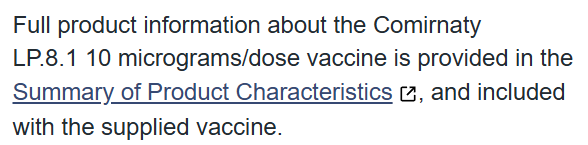 Full product information about the Comirnaty
LP.8.1 10 micrograms/dose vaccine is provided in the
Summary of Product Characteristics, and included
with the supplied vaccine.